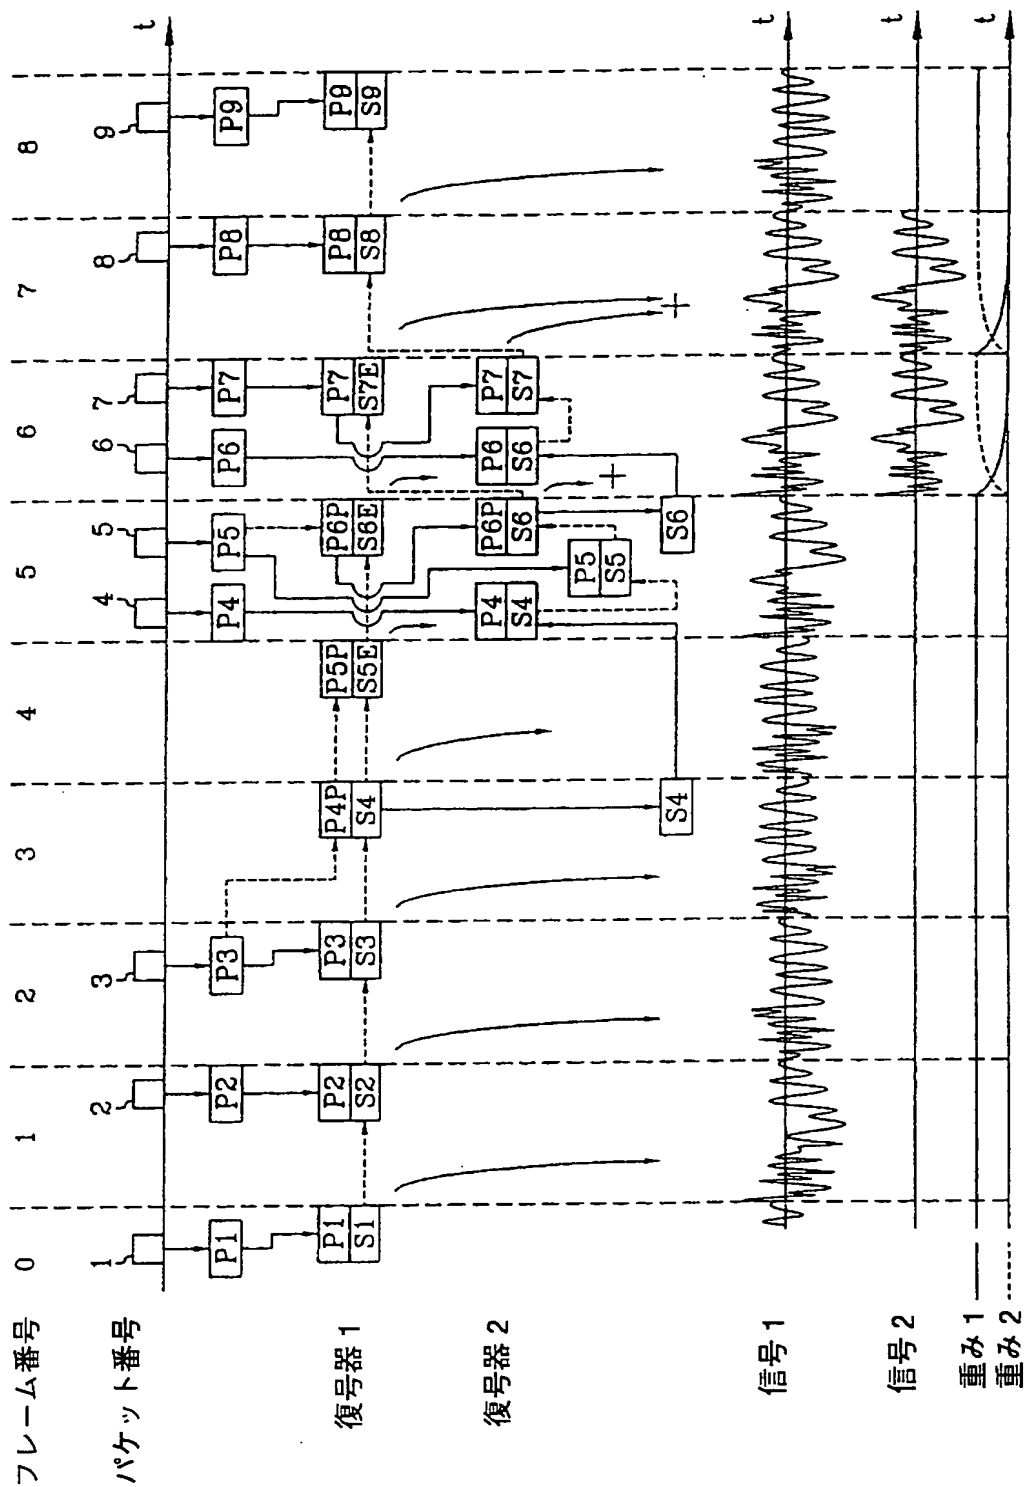 フレーム番号 0 1 2 3 4 5 6 7 8
パケット番号 1 2 3 4 5 6 7 8 9 t
P1 P2 P3 P4 P5 P6 P7 P8 P9
復号器1 P1 P2 P3 P4P P5P P6P P7 P8 P9
S1 S2 S3 S4 S5E S6E S7E S8 S9
復号器2 P4 P6P P6 P7
S4 S6 S6 S7
P5
S5
S4 S6
+ +
信号1 t
信号2 t
重み1
重み2 t